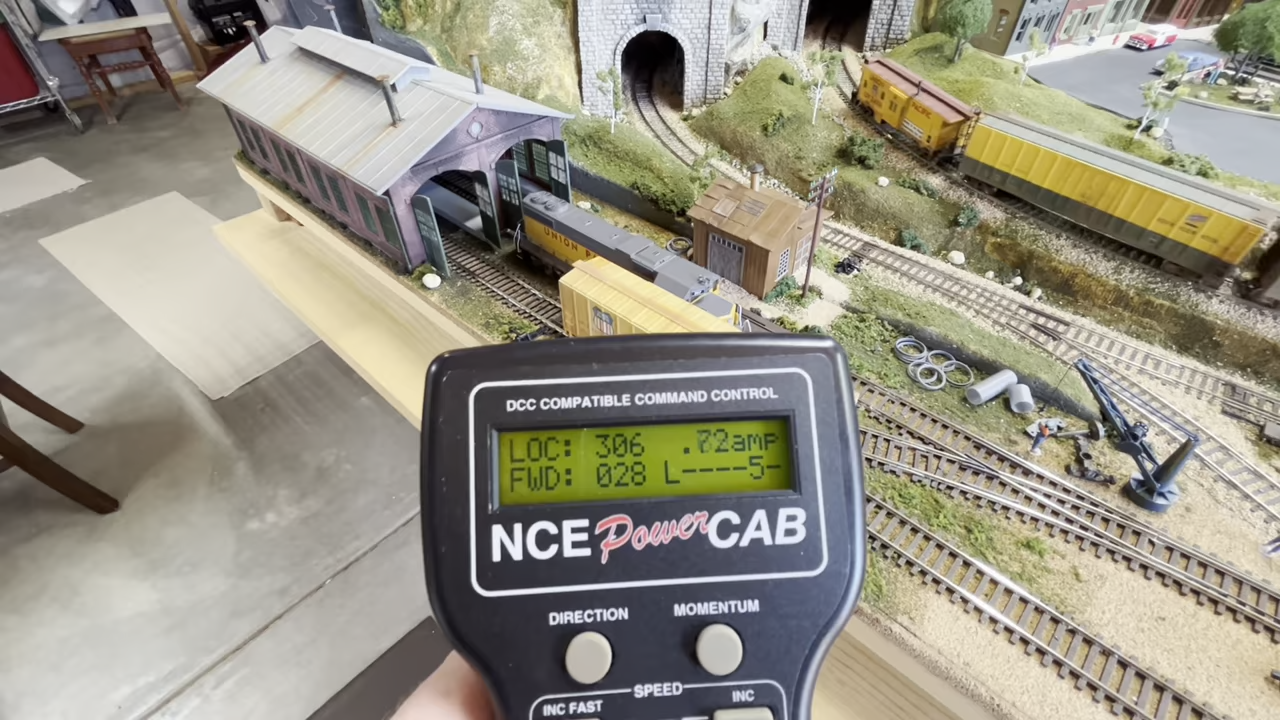 UNION P
DCC COMPATIBLE COMMAND CONTROL
LOC: 306 .72amp
FWD: 028 L----5-
NCE Power CAB
DIRECTION
MOMENTUM
SPEED
INC FAST
INC